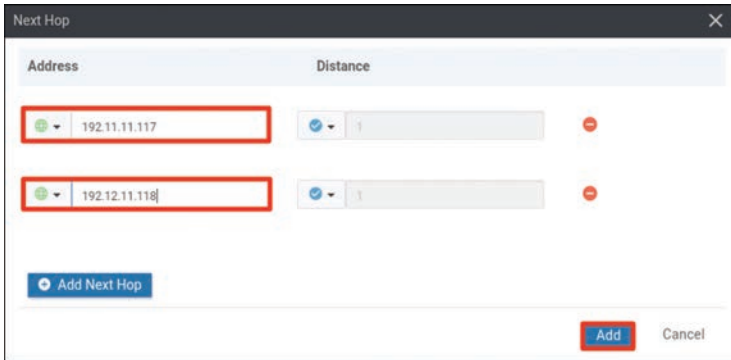 Next Hop
Address Distance
192.11.11.117 1
192.12.11.118 1
Add Next Hop
Add Cancel